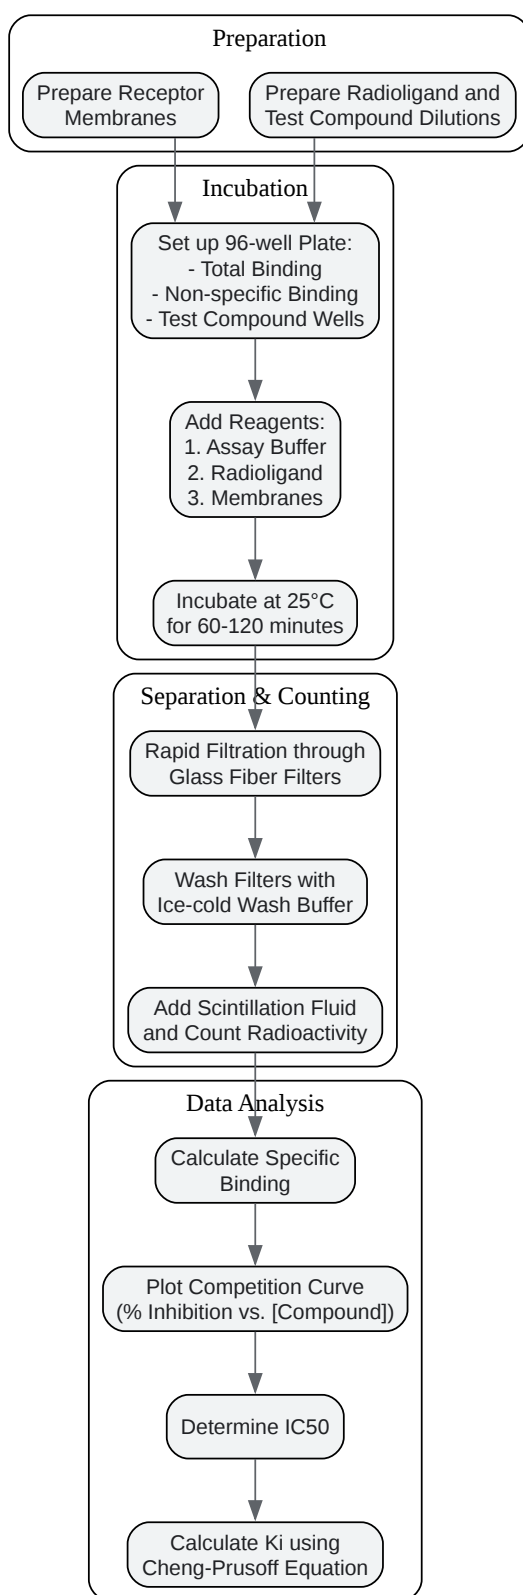 Preparation
Prepare Receptor
Membranes
Prepare Radioligand and
Test Compound Dilutions
Incubation
Set up 96-well Plate:
- Total Binding
- Non-specific Binding
- Test Compound Wells
Add Reagents:
1. Assay Buffer
2. Radioligand
3. Membranes
Incubate at 25°C
for 60-120 minutes
Separation & Counting
Rapid Filtration through
Glass Fiber Filters
Wash Filters with
Ice-cold Wash Buffer
Add Scintillation Fluid
and Count Radioactivity
Data Analysis
Calculate Specific
Binding
Plot Competition Curve
(% Inhibition vs. [Compound])
Determine IC50
Calculate Ki using
Cheng-Prusoff Equation